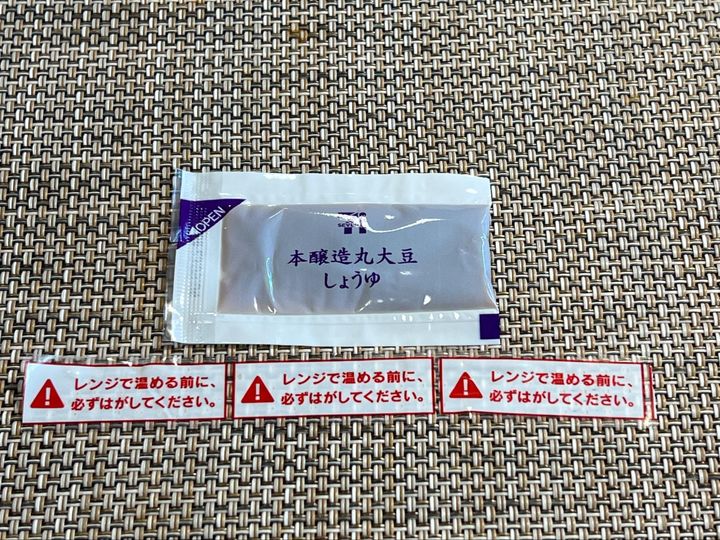 OPEN
本醸造丸大豆
しょうゆ
レンジで温める前に、
必ずはがしてください。
レンジで温める前に、
必ずはがしてください。
レンジで温める前に、
必ずはがしてください。